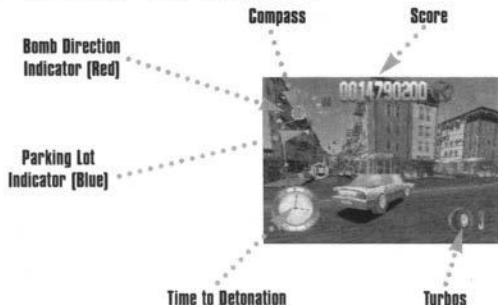 Compass
Score
Bomb Direction
Indicator (Red)
0014790200
Parking Lot
Indicator (Blue)
Time to Detonation
Turbos